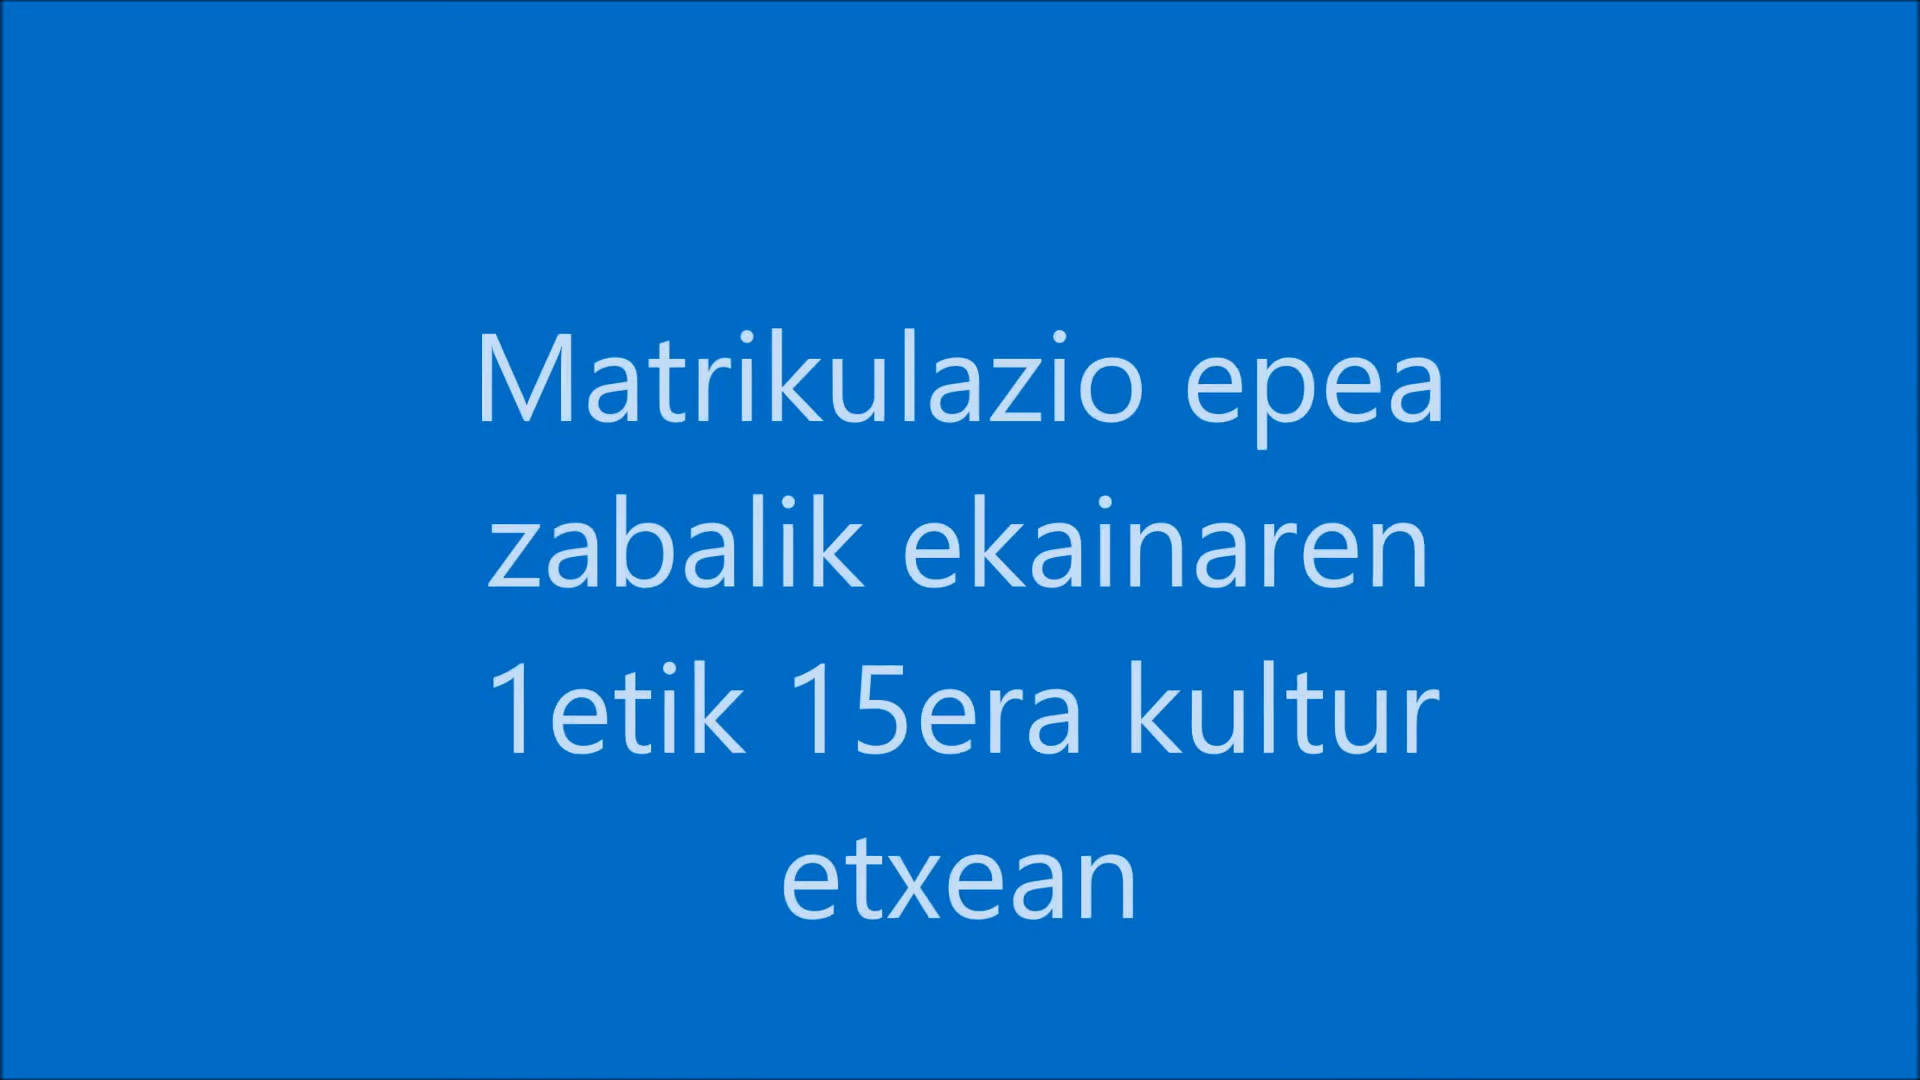 Matrikulazio epea
zabalik ekainaren
1etik 15era kultur
etxean